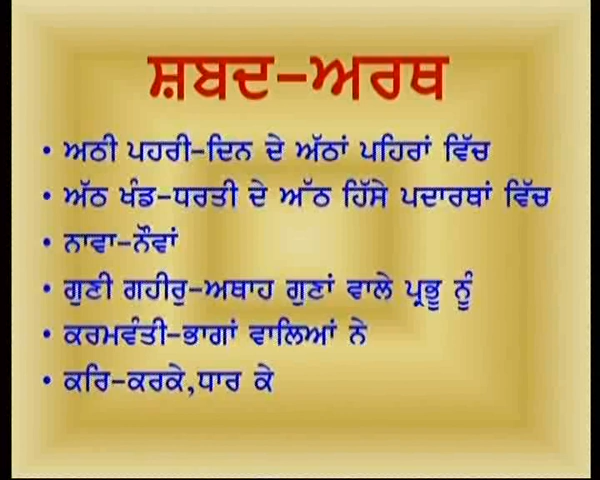 ਸ਼ਬਦ-ਅਰਥ
• ਅਠੀ ਪਹਰੀ-ਦਿਨ ਦੇ ਅੱਠਾਂ ਪਹਿਰਾਂ ਵਿੱਚ
• ਅੱਠ ਖੰਡ-ਧਰਤੀ ਦੇ ਅੱਠ ਹਿੱਸੇ ਪਦਾਰਥਾਂ ਵਿੱਚ
• ਨਾਵਾ-ਨੌਵਾਂ
• ਗੁਣੀ ਗਹੀਰੁ-ਅਥਾਹ ਗੁਣਾਂ ਵਾਲੇ ਪ੍ਰਭੂ ਨੂੰ
• ਕਰਮਵੰਤੀ-ਭਾਗਾਂ ਵਾਲਿਆਂ ਨੇ
• ਕਰਿ-ਕਰਕੇ,ਧਾਰ ਕੇ